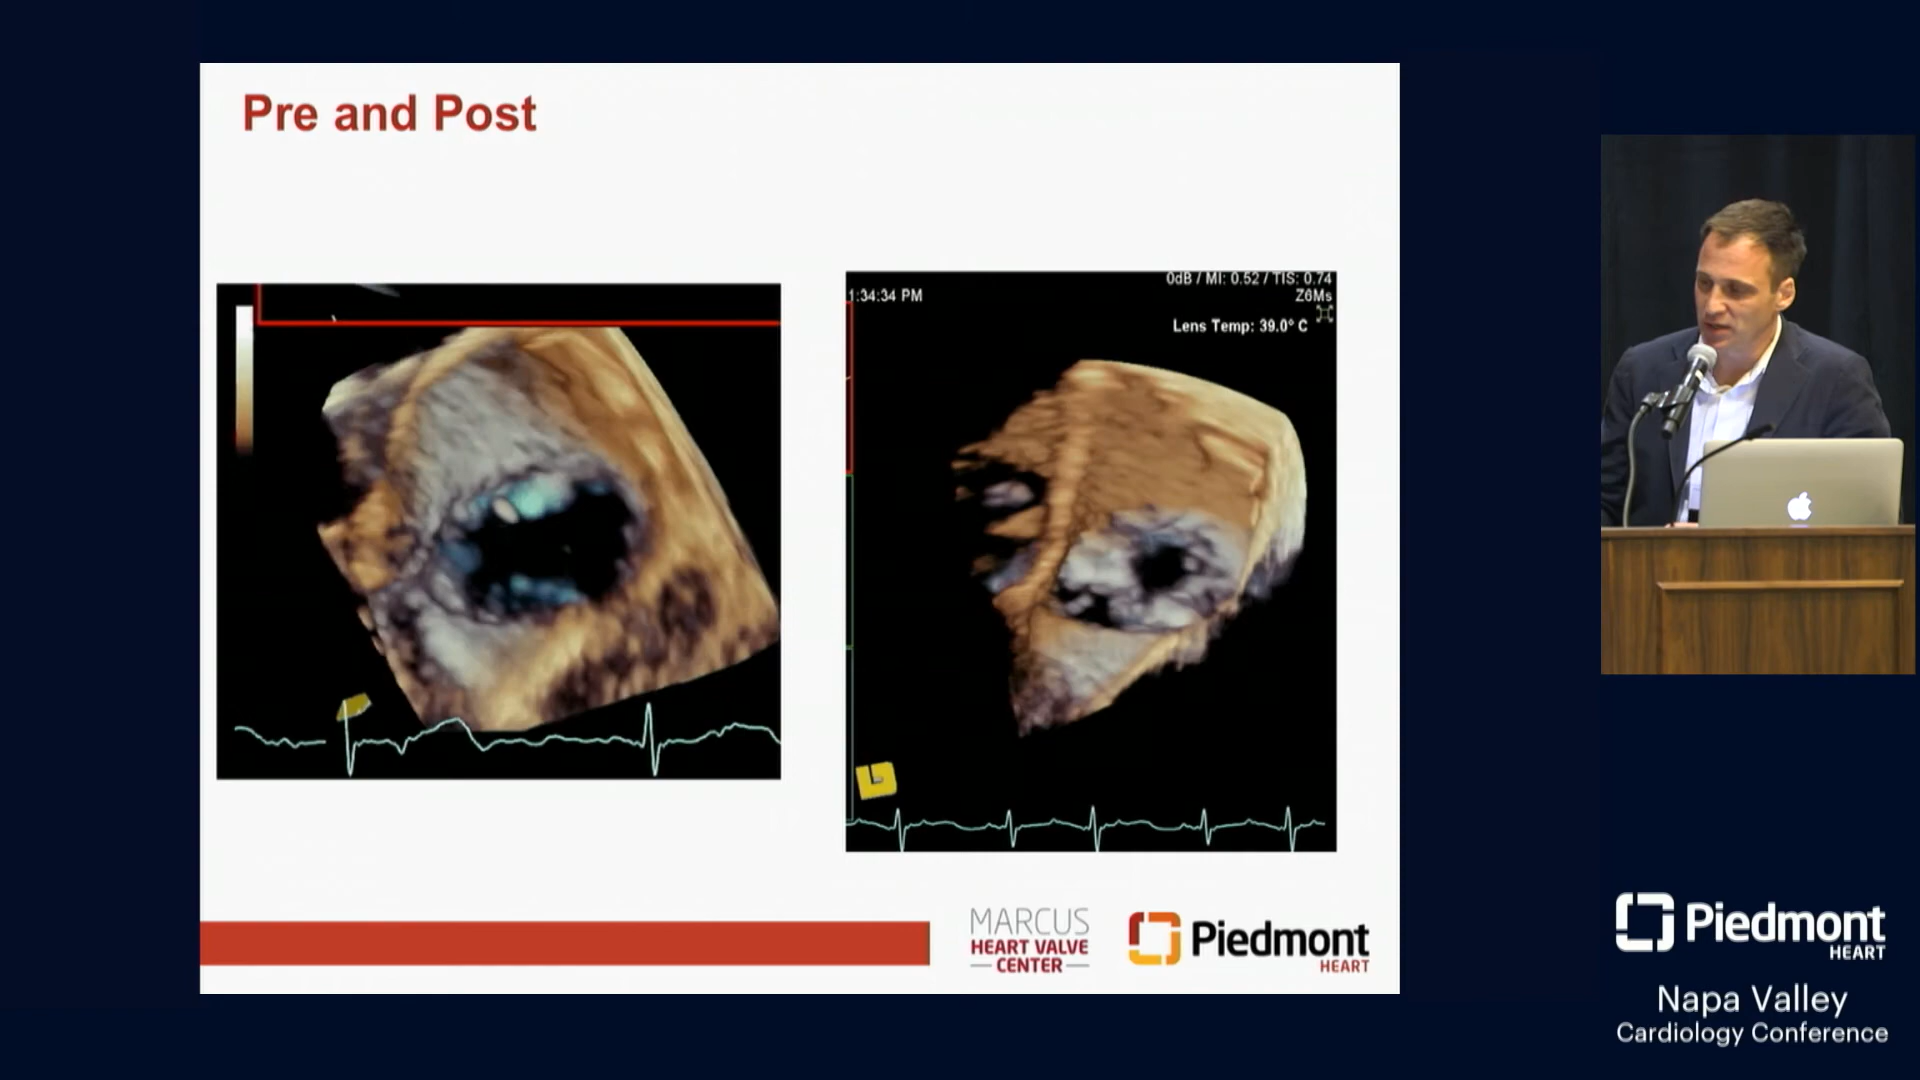 Pre and Post
0dB / MI: 0.52 / TIS: 0.74
1:34:34 PM
Z6Ms
Lens Temp: 39.0° C
MARCUS
HEART VALVE
CENTER
Piedmont
HEART
Piedmont
HEART
Napa Valley
Cardiology Conference